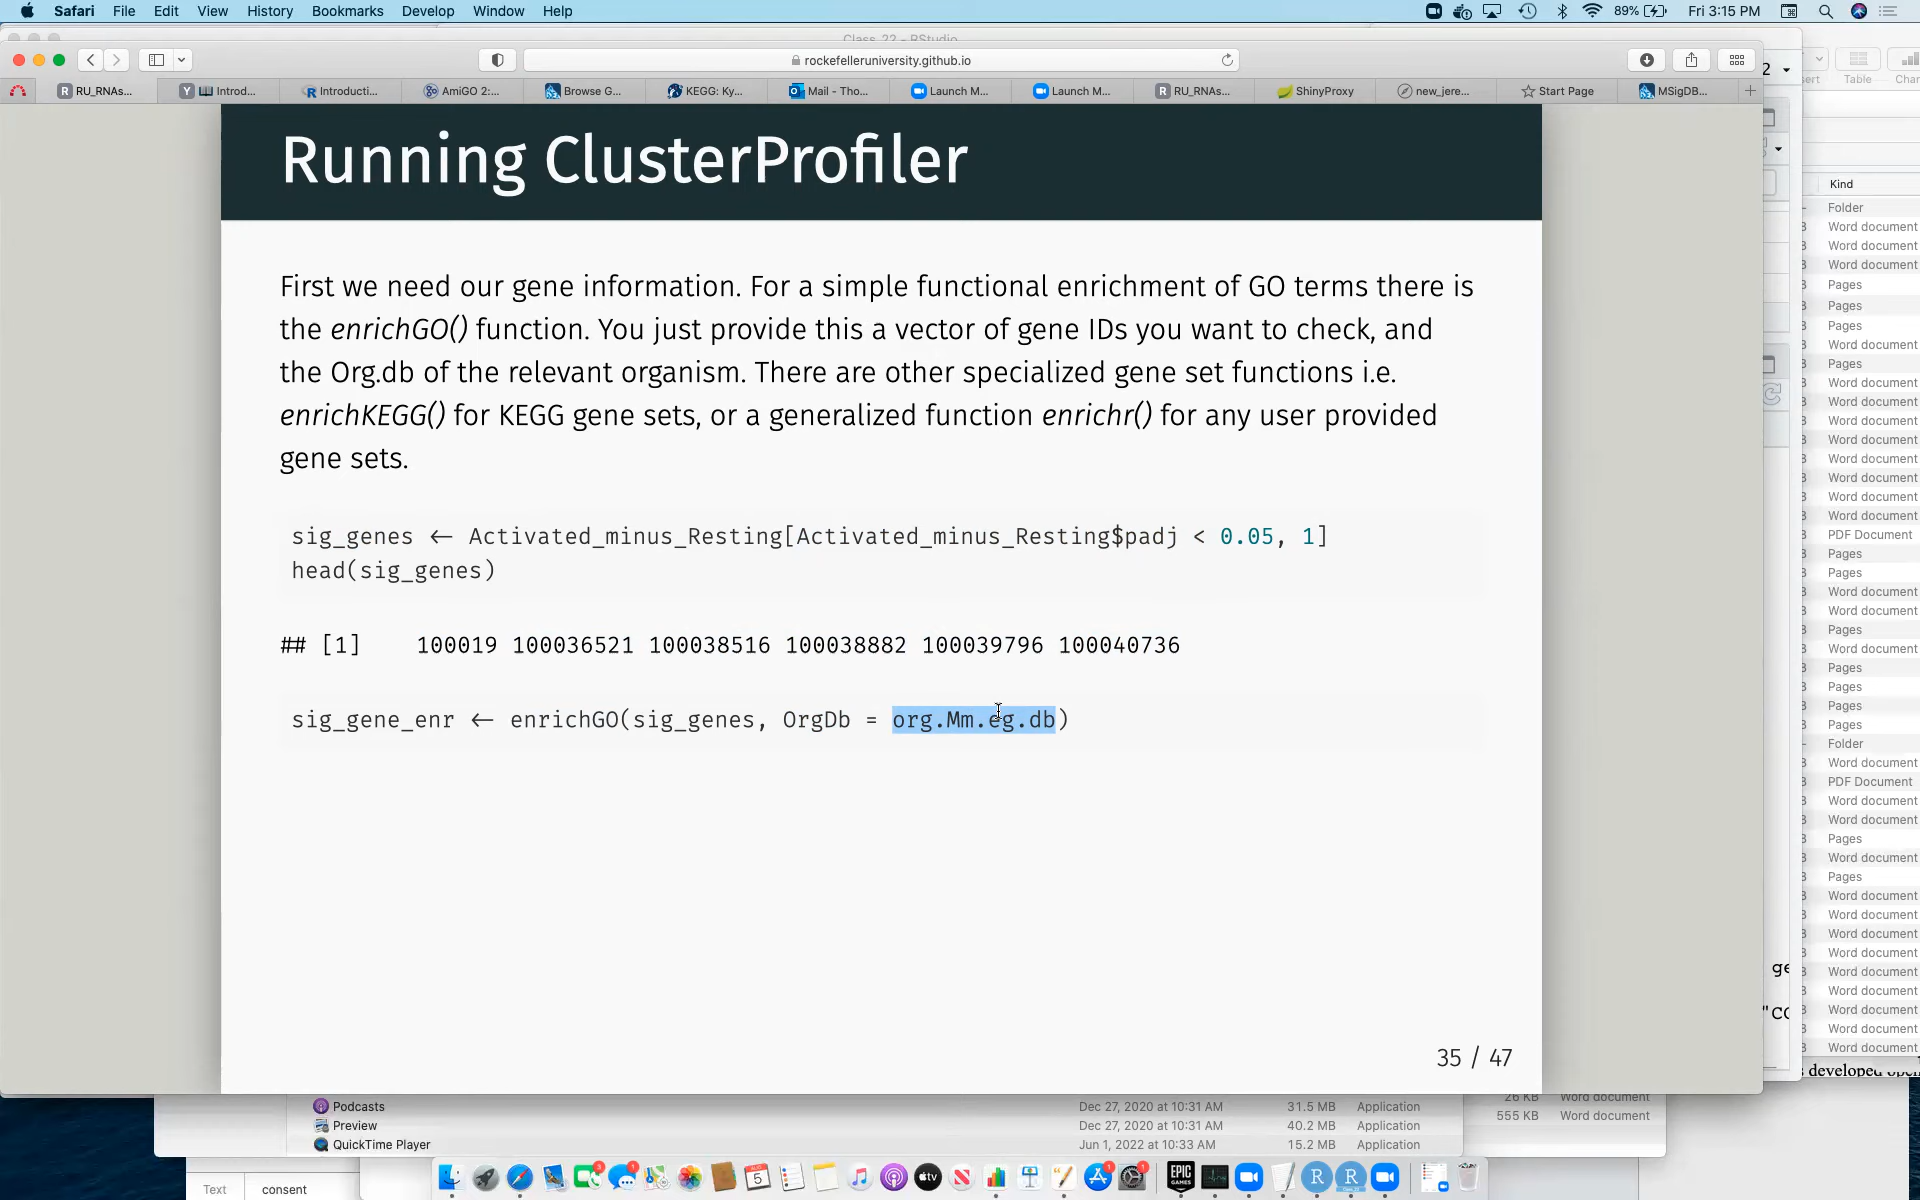 Safari File Edit View History Bookmarks Develop Window Help 89% Fri 3:15 PM
Class_22 - RStudio
rockefelleruniversity.github.io
RU_RNAs... Introd... Introducti... AmiGO 2:... Browse G... KEGG: Ky... Mail - Tho... Launch M... Launch M... RU_RNAs... ShinyProxy new_jere... Start Page MSigDB...
Table
Running ClusterProfiler
First we need our gene information. For a simple functional enrichment of GO terms there is
the enrichGO() function. You just provide this a vector of gene IDs you want to check, and
the Org.db of the relevant organism. There are other specialized gene set functions i.e.
enrichKEGG() for KEGG gene sets, or a generalized function enrichr() for any user provided
gene sets.
sig_genes <- Activated_minus_Resting[Activated_minus_Resting$padj < 0.05, 1]
head(sig_genes)
## [1] 100019 100036521 100038516 100038882 100039796 100040736
sig_gene_enr <- enrichGO(sig_genes, OrgDb = org.Mm.eg.db)
35 / 47
Kind
Folder
Word document
Word document
Word document
Pages
Pages
Pages
Word document
Pages
Word document
Word document
Pages
Word document
Word document
Word document
Word document
Word document
PDF Document
Pages
Pages
Word document
Word document
Pages
Word document
Pages
Pages
Word document
Pages
Folder
Word document
PDF Document
Word document
Word document
Pages
Word document
Pages
Word document
Word document
Word document
Word document
Word document
Word document
Word document
Word document
Word document
developed
Podcasts Dec 27, 2020 at 10:31 AM 31.5 MB Application
Preview Dec 27, 2020 at 10:31 AM 40.2 MB Application
QuickTime Player Jun 1, 2022 at 10:33 AM 15.2 MB Application
26 KB Word document
555 KB Word document
Text consent